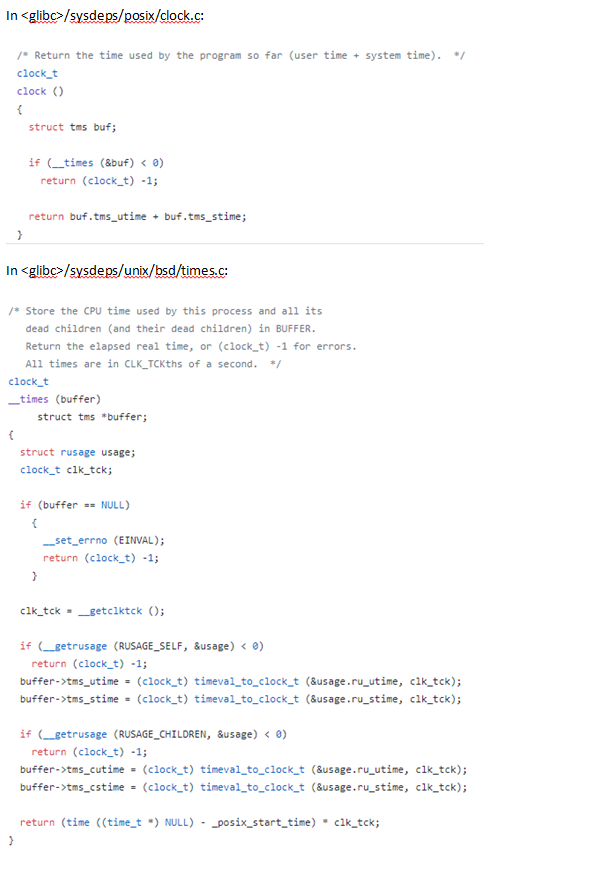 In <glibc>/sysdeps/posix/clock.c:
/* Return the time used by the program so far (user time + system time).  */
clock_t
clock ()
{
  struct tms buf;
  if (__times (&buf) < 0)
    return (clock_t) -1;
  return buf.tms_utime + buf.tms_stime;
}
In <glibc>/sysdeps/unix/bsd/times.c:
/* Store the CPU time used by this process and all its
   dead children (and their dead children) in BUFFER.
   Return the elapsed real time, or (clock_t) -1 for errors.
   All times are in CLK_TCKths of a second.  */
clock_t
__times (buffer)
     struct tms *buffer;
{
  struct rusage usage;
  clock_t clk_tck;
  if (buffer == NULL)
    {
      __set_errno (EINVAL);
      return (clock_t) -1;
    }
  clk_tck = __getclktck ();
  if (__getrusage (RUSAGE_SELF, &usage) < 0)
    return (clock_t) -1;
  buffer->tms_utime = (clock_t) timeval_to_clock_t (&usage.ru_utime, clk_tck);
  buffer->tms_stime = (clock_t) timeval_to_clock_t (&usage.ru_stime, clk_tck);
  if (__getrusage (RUSAGE_CHILDREN, &usage) < 0)
    return (clock_t) -1;
  buffer->tms_cutime = (clock_t) timeval_to_clock_t (&usage.ru_utime, clk_tck);
  buffer->tms_cstime = (clock_t) timeval_to_clock_t (&usage.ru_stime, clk_tck);
  return (time ((time_t *) NULL) - _posix_start_time) * clk_tck;
}